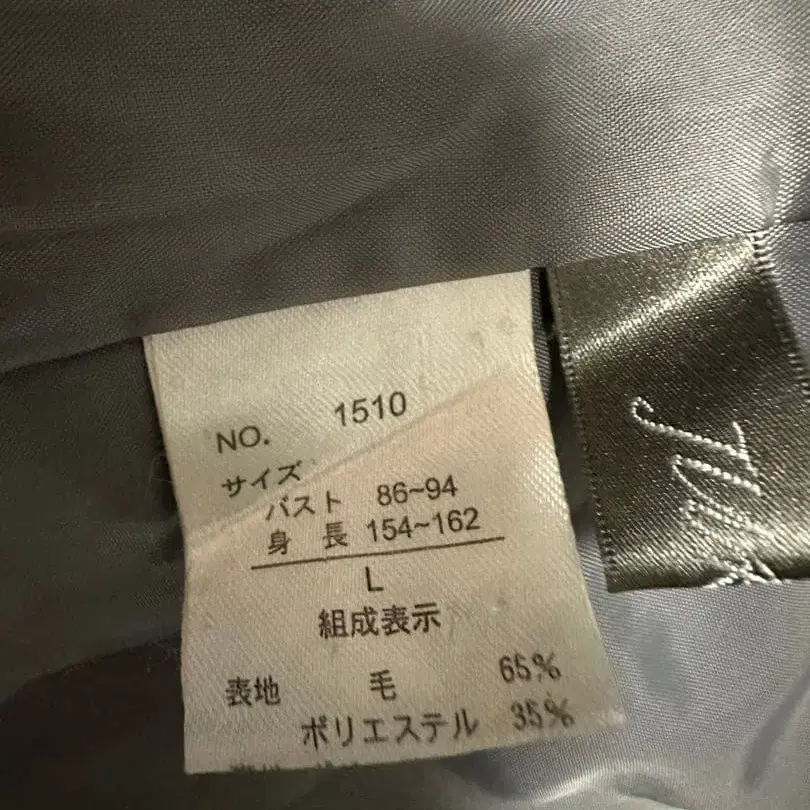 NO. 1510
サイズ
バスト 86~94
身 長 154~162
L
組成表示
表地 毛 65%
ポリエステル 35%